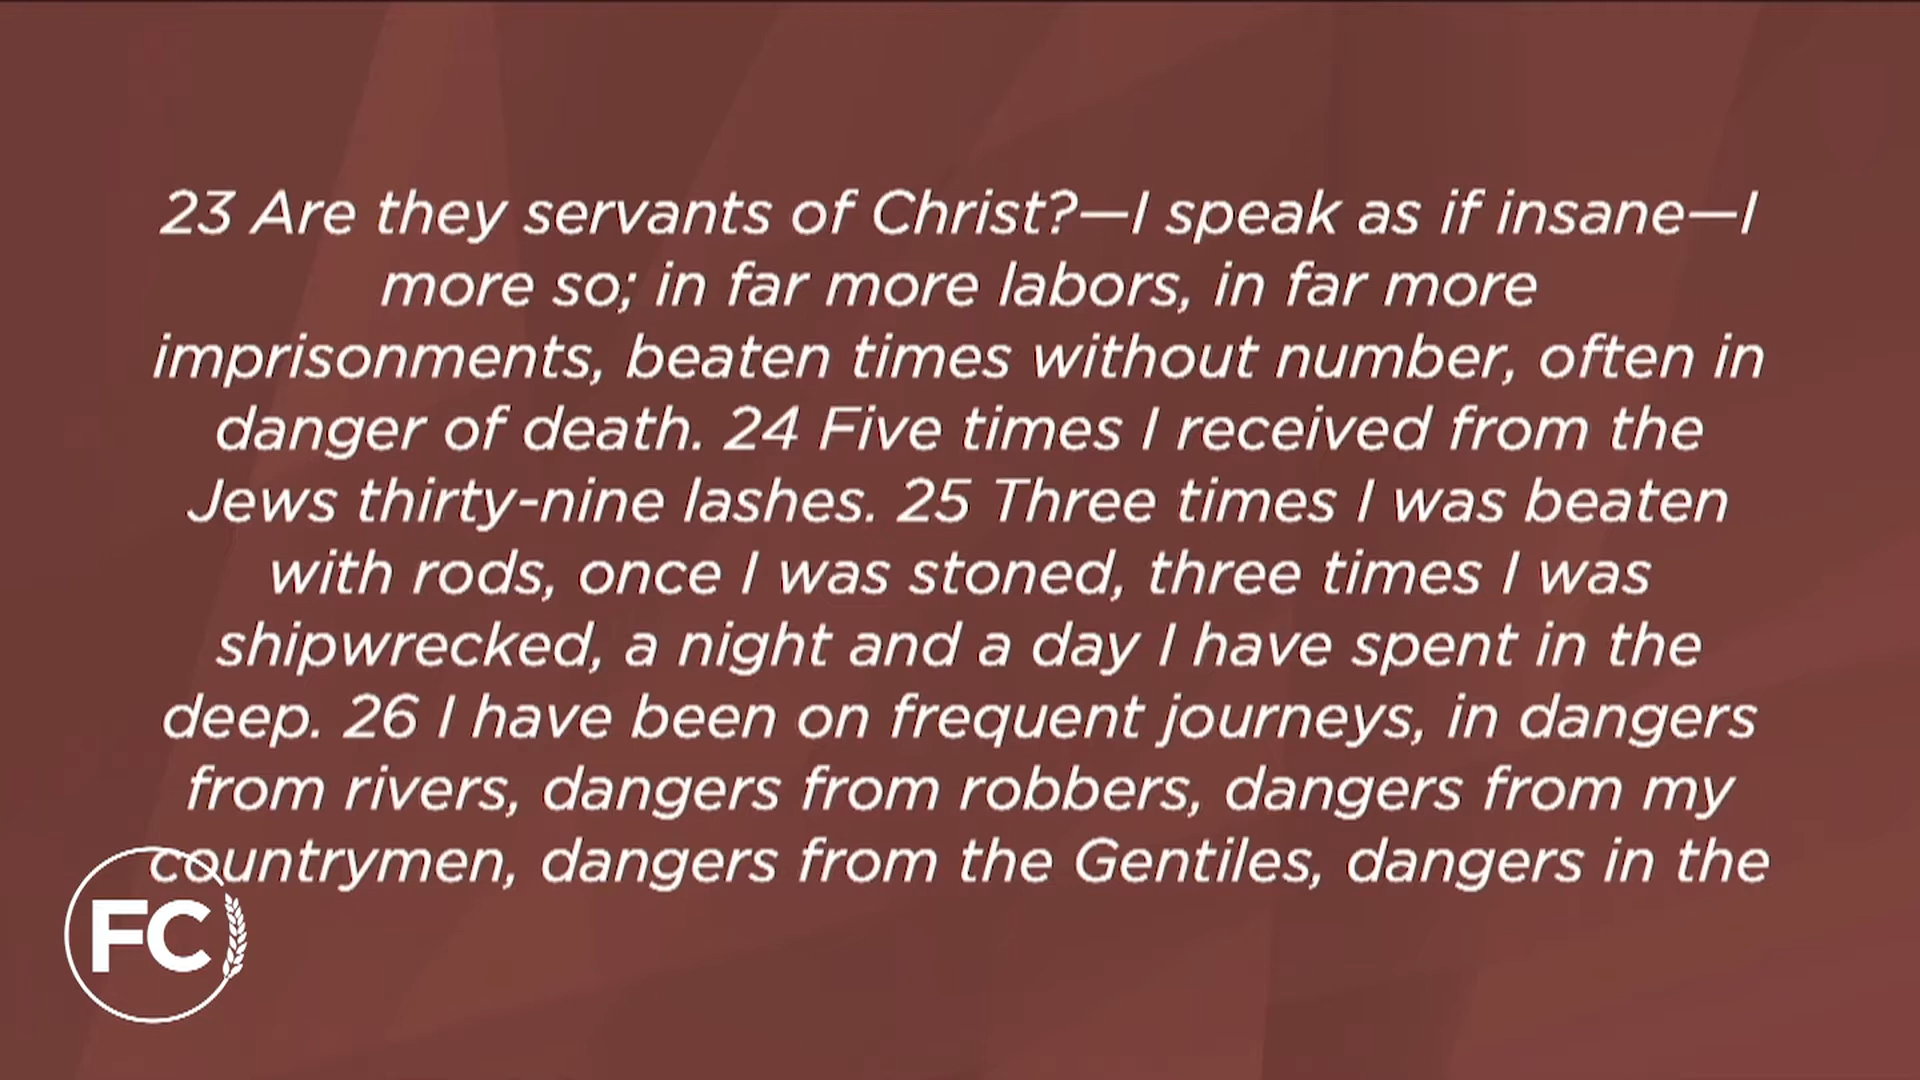 23 Are they servants of Christ?—I speak as if insane—I
more so; in far more labors, in far more
imprisonments, beaten times without number, often in
danger of death. 24 Five times I received from the
Jews thirty-nine lashes. 25 Three times I was beaten
with rods, once I was stoned, three times I was
shipwrecked, a night and a day I have spent in the
deep. 26 I have been on frequent journeys, in dangers
from rivers, dangers from robbers, dangers from my
countrymen, dangers from the Gentiles, dangers in the
FC